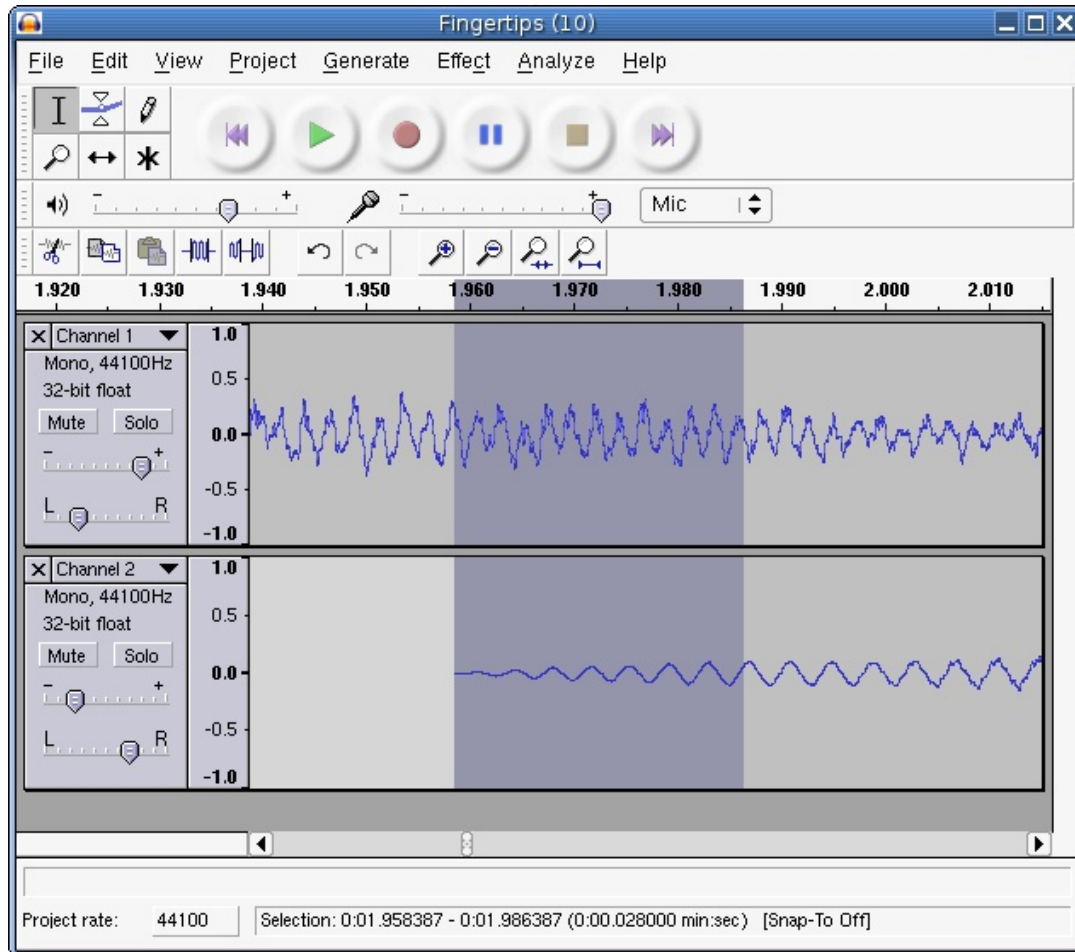 Fingertips (10)
File Edit View Project Generate Effect Analyze Help
- + - + Mic
1.920 1.930 1.940 1.950 1.960 1.970 1.980 1.990 2.000 2.010
Channel 1
Mono, 44100Hz
32-bit float
Mute Solo
- +
L R
1.0
0.5
0.0
-0.5
-1.0
Channel 2
Mono, 44100Hz
32-bit float
Mute Solo
- +
L R
1.0
0.5
0.0
-0.5
-1.0
Project rate: 44100 Selection: 0:01.958387 - 0:01.986387 (0:00.028000 min:sec) [Snap-To Off]